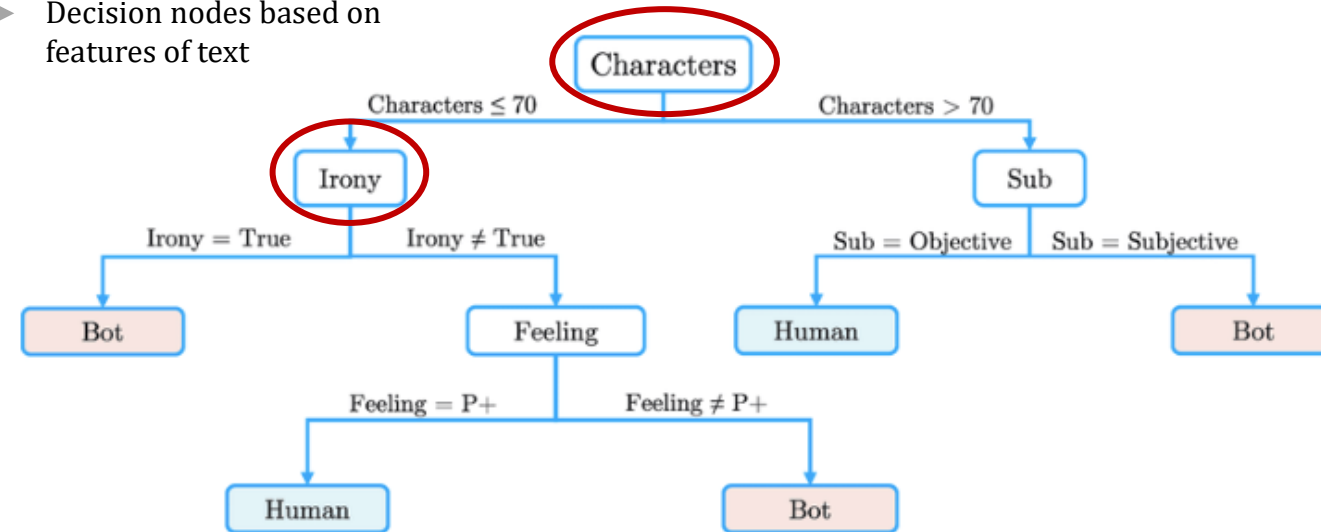 Decision nodes based on
features of text
Characters
Characters ≤ 70
Characters > 70
Irony
Sub
Irony = True
Irony ≠ True
Sub = Objective
Sub = Subjective
Bot
Feeling
Human
Bot
Feeling = P+
Feeling ≠ P+
Human
Bot